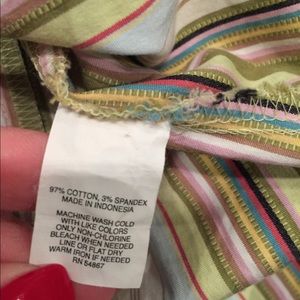 97% COTTON, 3% SPANDEX
MADE IN INDONESIA
MACHINE WASH COLD
WITH LIKE COLORS
ONLY NON-CHLORINE
BLEACH WHEN NEEDED
LINE OR FLAT DRY
WARM IRON IF NEEDED
RN 54867